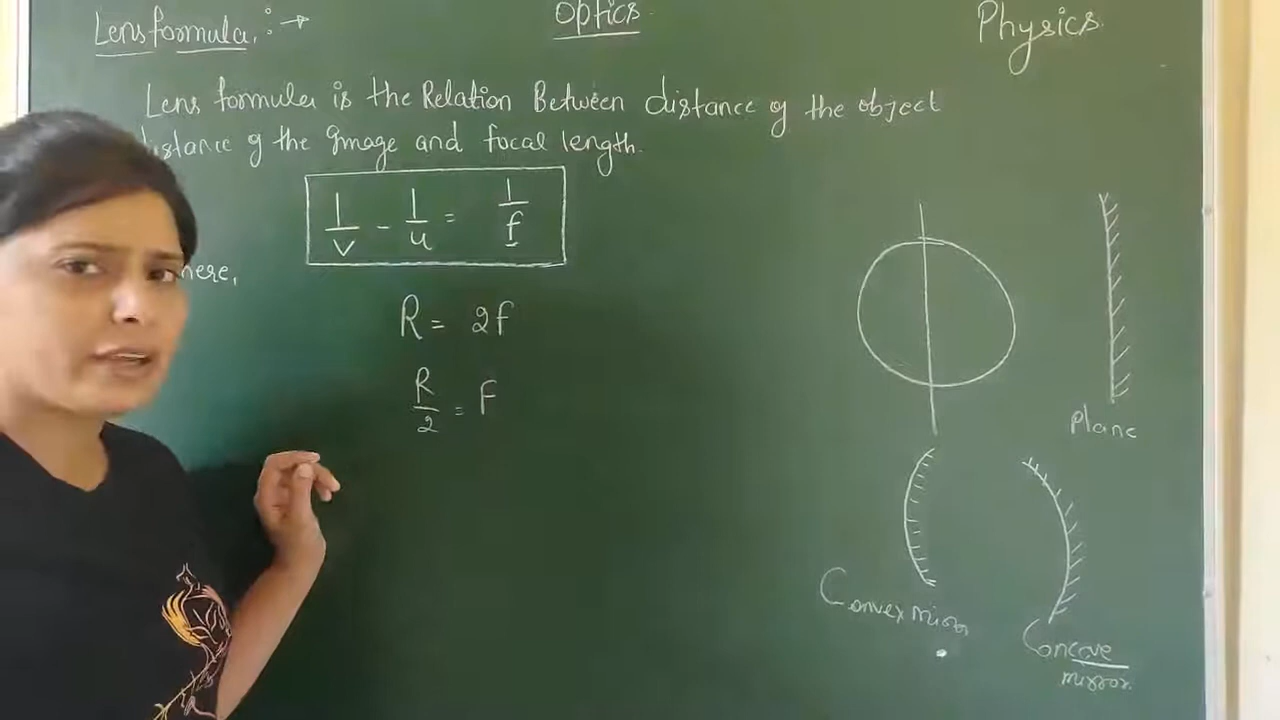 Lens formula :→
Optics
Physics
Lens formula is the Relation Between distance of the object
distance of the Image and focal length.
1/v - 1/u = 1/f
here,
R = 2f
R/2 = F
Plane
Convex mirror
Concave
mirror.